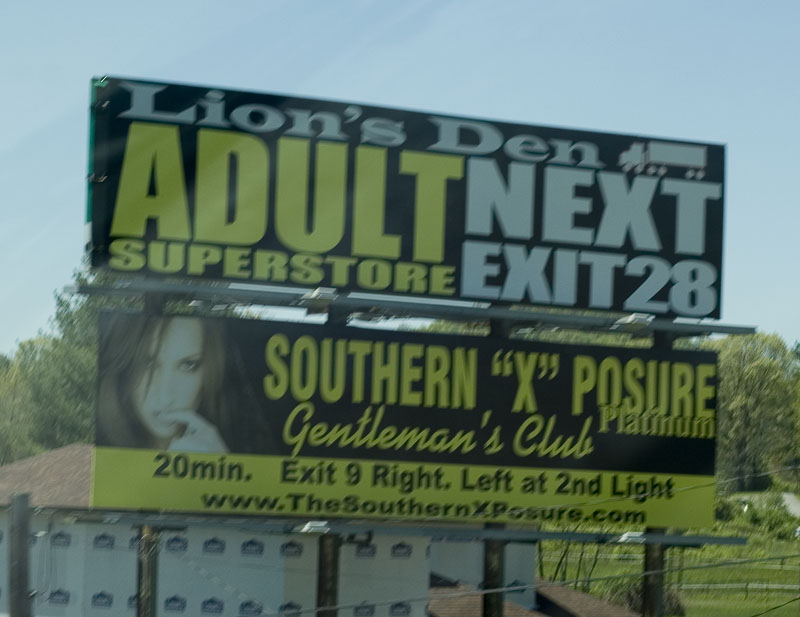 Lion's Den
ADULT NEXT
SUPERSTORE EXIT 28
SOUTHERN "X" POSURE
Gentleman's Club Platinum
20min. Exit 9 Right. Left at 2nd Light
www.TheSouthernXPosure.com